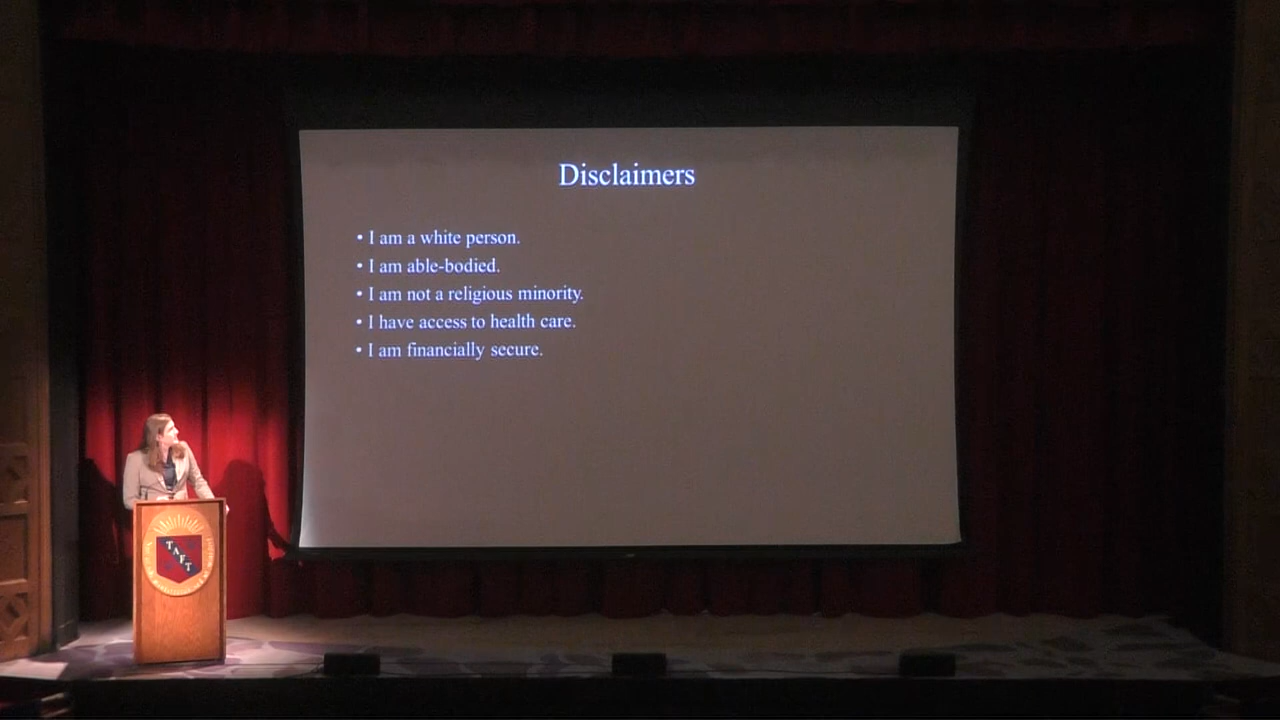 Disclaimers
• I am a white person.
• I am able-bodied.
• I am not a religious minority.
• I have access to health care.
• I am financially secure.
TAFT